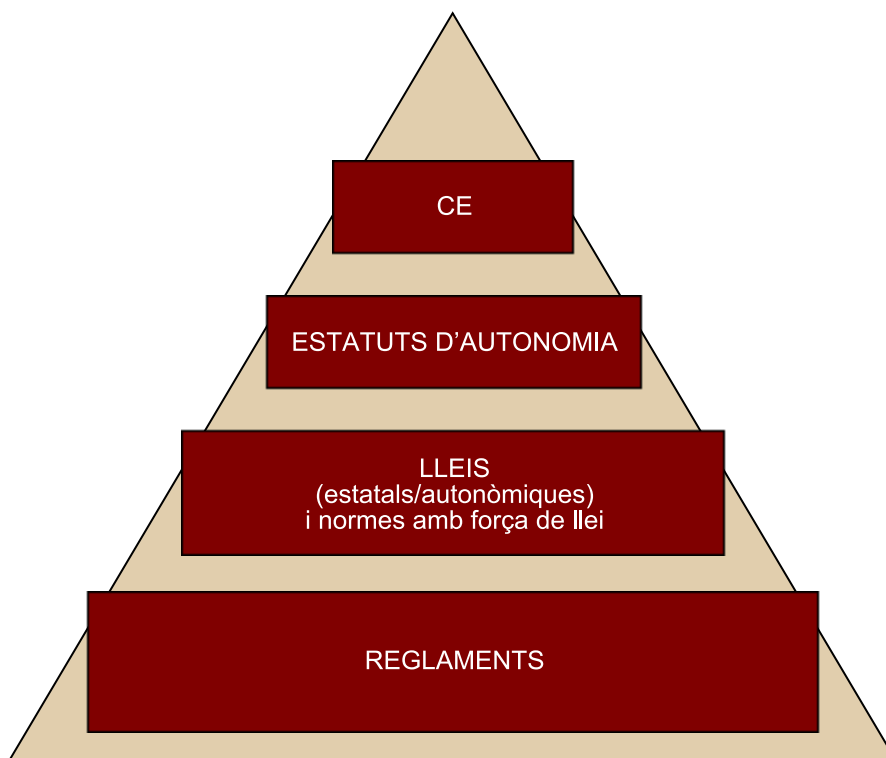 CE
ESTATUTS D’AUTONOMIA
LLEIS
(estatals/autonòmiques)
i normes amb força de llei
REGLAMENTS